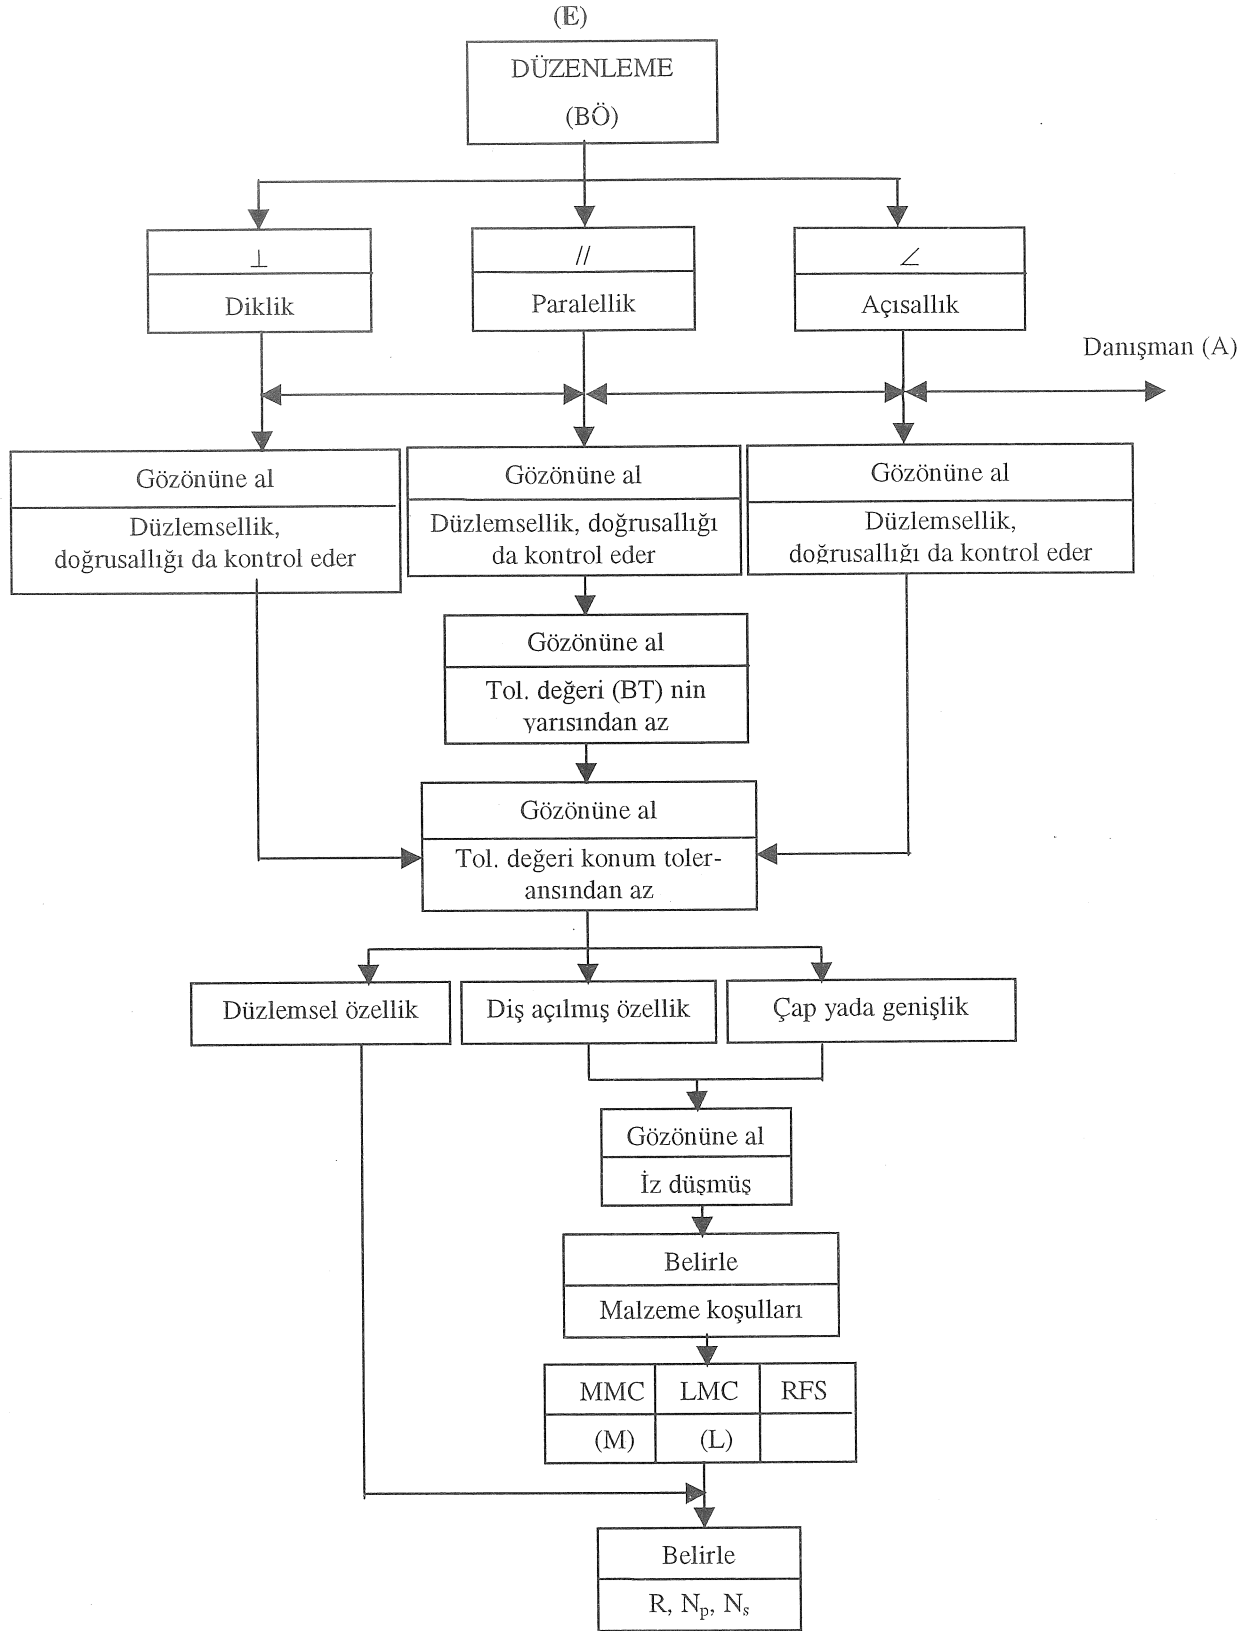 (E)
DÜZENLEME
(BÖ)
⊥
//
∠
Diklik
Paralellik
Açısallık
Danışman (A)
Gözönüne al
Düzlemsellik,
doğrusallığı da kontrol eder
Gözönüne al
Düzlemsellik, doğrusallığı
da kontrol eder
Gözönüne al
Düzlemsellik,
doğrusallığı da kontrol eder
Gözönüne al
Tol. değeri (BT) nin
yarısından az
Gözönüne al
Tol. değeri konum toler-
ansından az
Düzlemsel özellik
Diş açılmış özellik
Çap yada genişlik
Gözönüne al
İz düşmüş
Belirle
Malzeme koşulları
MMC LMC RFS
(M) (L)
Belirle
R, Nₚ, Nₛ